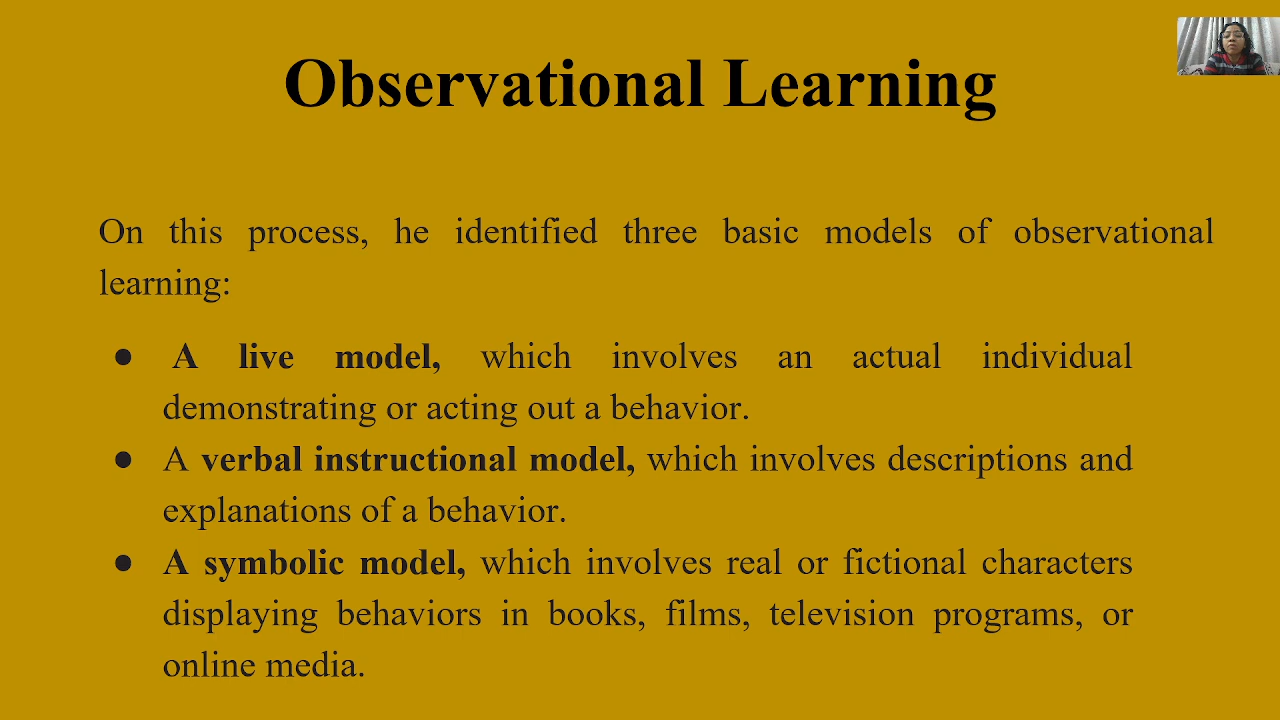 Observational Learning
On this process, he identified three basic models of observational
learning:
● A live model, which involves an actual individual
demonstrating or acting out a behavior.
● A verbal instructional model, which involves descriptions and
explanations of a behavior.
● A symbolic model, which involves real or fictional characters
displaying behaviors in books, films, television programs, or
online media.